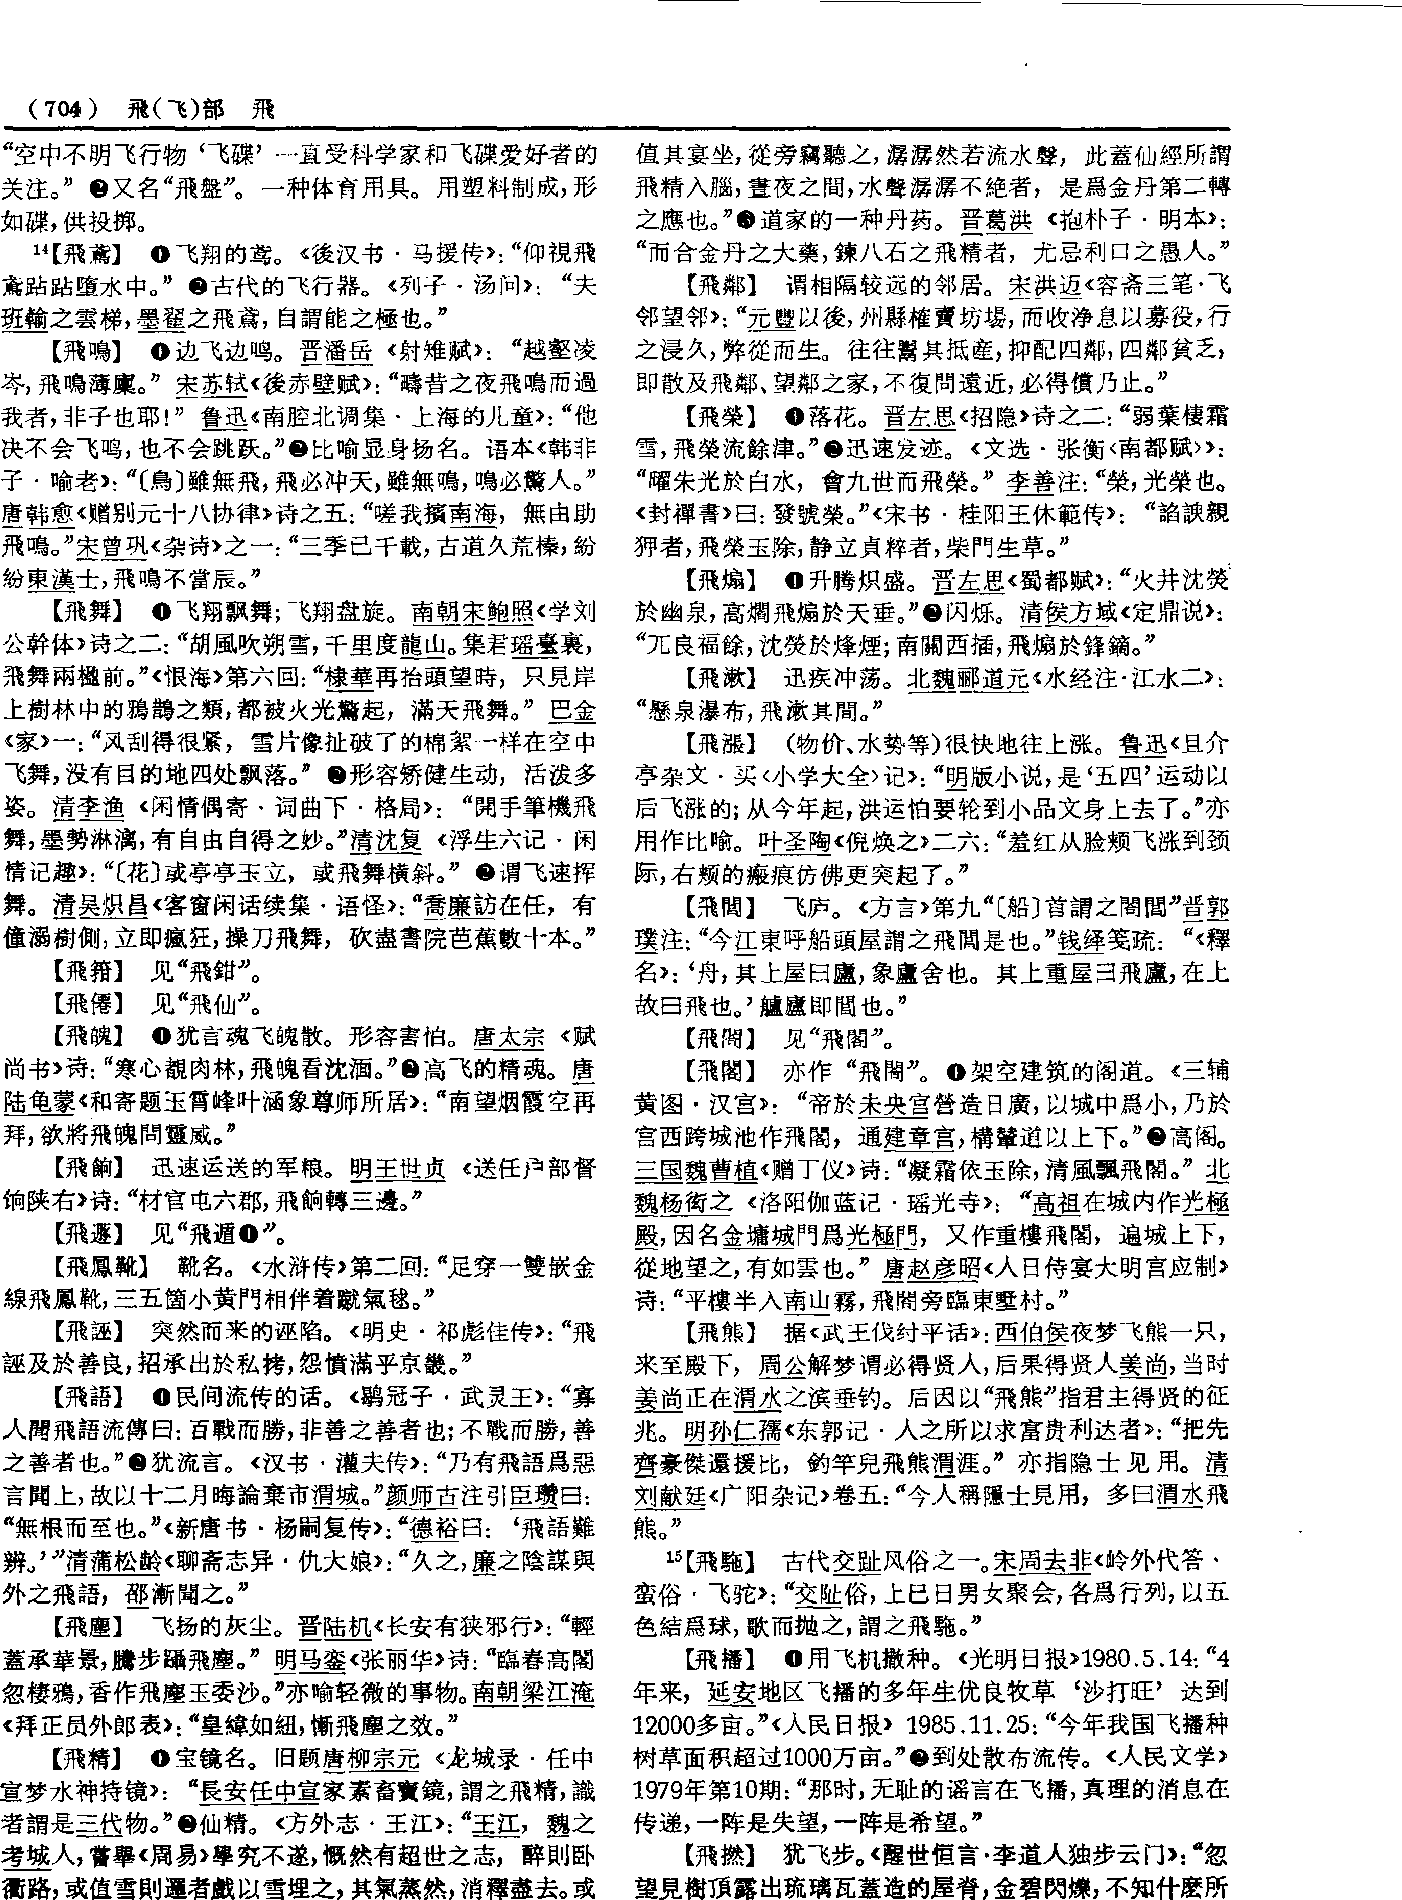 (704) 飛(飞)部 飛
“空中不明飞行物‘飞碟’一直受科学家和飞碟爱好者的
关注。”❷又名“飛盤”。一种体育用具。用塑料制成,形
如碟,供投掷。
14【飛鳶】 ❶飞翔的鸢。《後汉书·马援传》:“仰視飛
鳶跕跕墮水中。”❷古代的飞行器。《列子·汤问》:“夫
班輸之雲梯,墨翟之飛鳶,自謂能之極也。”
【飛鳴】 ❶边飞边鸣。晋潘岳《射雉赋》:“越壑凌
岑,飛鳴薄廪。”宋苏轼《後赤壁赋》:“疇昔之夜飛鳴而過
我者,非子也耶!”鲁迅《南腔北调集·上海的儿童》:“他
决不会飞鸣,也不会跳跃。”❷比喻显身扬名。语本《韩非
子·喻老》:“〔鳥〕雖無飛,飛必冲天,雖無鳴,鳴必驚人。”
唐韩愈《赠别元十八协律》诗之五:“嗟我擯南海,無由助
飛鳴。”宋曾巩《杂诗》之一:“三季已千載,古道久荒榛,紛
紛東漢士,飛鳴不當辰。”
【飛舞】 ❶飞翔飘舞;飞翔盘旋。南朝宋鲍照《学刘
公幹体》诗之二:“胡風吹朔雪,千里度龍山。集君瑶臺裏,
飛舞兩楹前。”《恨海》第六回:“棣華再抬頭望時,只見岸
上樹林中的鴉鵲之類,都被火光驚起,滿天飛舞。”巴金
《家》一:“风刮得很紧,雪片像扯破了的棉絮一样在空中
飞舞,没有目的地四处飘落。”❷形容矫健生动,活泼多
姿。清李渔《闲情偶寄·词曲下·格局》:“開手筆機飛
舞,墨勢淋漓,有自由自得之妙。”清沈复《浮生六记·闲
情记趣》:“〔花〕或亭亭玉立,或飛舞横斜。”❷谓飞速挥
舞。清吴炽昌《客窗闲话续集·语怪》:“喬廉訪在任,有
僮溺樹側,立即瘋狂,操刀飛舞,砍盡書院芭蕉數十本。”
【飛箝】 见“飛鉗”。
【飛僊】 见“飛仙”。
【飛魄】 ❶犹言魂飞魄散。形容害怕。唐太宗《赋
尚书》诗:“寒心覩肉林,飛魄看沈湎。”❷高飞的精魂。唐
陆龟蒙《和寄题玉霄峰叶涵象尊师所居》:“南望烟霞空再
拜,欲將飛魄問靈威。”
【飛餉】 迅速运送的军粮。明王世贞《送任户部督
饷陕右》诗:“材官屯六郡,飛餉轉三邊。”
【飛遯】 见“飛遁❶”。
【飛鳳靴】 靴名。《水浒传》第二回:“足穿一雙嵌金
線飛鳳靴,三五箇小黄門相伴着蹴氣毬。”
【飛誣】 突然而来的诬陷。《明史·祁彪佳传》:“飛
誣及於善良,招承出於私拷,怨憤滿乎京畿。”
【飛語】 ❶民间流传的话。《鹖冠子·武灵王》:“寡
人聞飛語流傳曰:百戰而勝,非善之善者也;不戰而勝,善
之善者也。”❷犹流言。《汉书·灌夫传》:“乃有飛語爲惡
言聞上,故以十二月晦論棄市渭城。”颜师古注引臣瓒曰:
“無根而至也。”《新唐书·杨嗣复传》:“德裕曰:‘飛語難
辨。’”清蒲松龄《聊斋志异·仇大娘》:“久之,廉之陰謀與
外之飛語,邵漸聞之。”
【飛塵】 飞扬的灰尘。晋陆机《长安有狭邪行》:“輕
蓋承華景,騰步躡飛塵。”明马銮《张丽华》诗:“臨春高閣
忽棲鴉,香作飛塵玉委沙。”亦喻轻微的事物。南朝梁江淹
《拜正员外郎表》:“皇緯如紐,慚飛塵之效。”
【飛精】 ❶宝镜名。旧题唐柳宗元《龙城录·任中
宣梦水神持镜》:“長安任中宣家素畜寶鏡,謂之飛精,識
者謂是三代物。”❷仙精。《方外志·王江》:“王江,魏之
考城人,嘗舉《周易》學究不遂,慨然有超世之志,醉則卧
衢路,或值雪則邏者戲以雪埋之,其氣蒸然,消釋盡去。或
值其宴坐,從旁竊聽之,潺潺然若流水聲,此蓋仙經所謂
飛精入腦,晝夜之間,水聲潺潺不絶者,是爲金丹第二轉
之應也。”❸道家的一种丹药。晋葛洪《抱朴子·明本》:
“而合金丹之大藥,鍊八石之飛精者,尤忌利口之愚人。”
【飛鄰】 谓相隔较远的邻居。宋洪迈《容斋三笔·飞
邻望邻》:“元豐以後,州縣榷賣坊場,而收净息以募役,行
之浸久,弊從而生。往往鬻其抵産,抑配四鄰,四鄰貧乏,
即散及飛鄰、望鄰之家,不復問遠近,必得償乃止。”
【飛榮】 ❶落花。晋左思《招隐》诗之二:“弱葉棲霜
雪,飛榮流餘津。”❷迅速发迹。《文选·张衡〈南都赋〉》:
“曜朱光於白水,會九世而飛榮。”李善注:“榮,光榮也。
《封禪書》曰:發號榮。”《宋书·桂阳王休範传》:“諂諛親
狎者,飛榮玉除,静立貞粹者,柴門生草。”
【飛煽】 ❶升腾炽盛。晋左思《蜀都赋》:“火井沈熒
於幽泉,高爓飛煽於天垂。”❷闪烁。清侯方域《定鼎说》:
“兀良福餘,沈熒於烽煙;南關西插,飛煽於鋒鏑。”
【飛漱】 迅疾冲荡。北魏郦道元《水经注·江水二》:
“懸泉瀑布,飛漱其間。”
【飛漲】 (物价、水势等)很快地往上涨。鲁迅《且介
亭杂文·买〈小学大全〉记》:“明版小说,是‘五四’运动以
后飞涨的;从今年起,洪运怕要轮到小品文身上去了。”亦
用作比喻。叶圣陶《倪焕之》二六:“羞红从脸颊飞涨到颈
际,右颊的瘢痕仿佛更突起了。”
【飛閭】 飞庐。《方言》第九“〔船〕首謂之閤閭”晋郭
璞注:“今江東呼船頭屋謂之飛閭是也。”钱绎笺疏:“《釋
名》:‘舟,其上屋曰廬,象廬舍也。其上重屋曰飛廬,在上
故曰飛也。’艫廬即閭也。”
【飛閤】 见“飛閣”。
【飛閣】 亦作“飛閤”。❶架空建筑的阁道。《三辅
黄图·汉宫》:“帝於未央宫營造日廣,以城中爲小,乃於
宫西跨城池作飛閣,通建章宫,構輦道以上下。”❷高阁。
三国魏曹植《赠丁仪》诗:“凝霜依玉除,清風飄飛閣。”北
魏杨衒之《洛阳伽蓝记·瑶光寺》:“高祖在城内作光極
殿,因名金墉城門爲光極門,又作重樓飛閣,遍城上下,
從地望之,有如雲也。”唐赵彦昭《人日侍宴大明宫应制》
诗:“平樓半入南山霧,飛閤旁臨東墅村。”
【飛熊】 据《武王伐纣平话》:西伯侯夜梦飞熊一只,
来至殿下,周公解梦谓必得贤人,后果得贤人姜尚,当时
姜尚正在渭水之滨垂钓。后因以“飛熊”指君主得贤的征
兆。明孙仁孺《东郭记·人之所以求富贵利达者》:“把先
齊豪傑還援比,釣竿兒飛熊渭涯。”亦指隐士见用。清
刘献廷《广阳杂记》卷五:“今人稱隱士見用,多曰渭水飛
熊。”
15【飛駞】 古代交趾风俗之一。宋周去非《岭外代答·
蛮俗·飞驼》:“交阯俗,上巳日男女聚会,各爲行列,以五
色結爲球,歌而抛之,謂之飛駞。”
【飛播】 ❶用飞机撒种。《光明日报》1980.5.14:“4
年来,延安地区飞播的多年生优良牧草‘沙打旺’达到
12000多亩。”《人民日报》1985.11.25:“今年我国飞播种
树草面积超过1000万亩。”❷到处散布流传。《人民文学》
1979年第10期:“那时,无耻的谣言在飞播,真理的消息在
传递,一阵是失望,一阵是希望。”
【飛撚】 犹飞步。《醒世恒言·李道人独步云门》:“忽
望見樹頂露出琉璃瓦蓋造的屋脊,金碧閃爍,不知什麽所